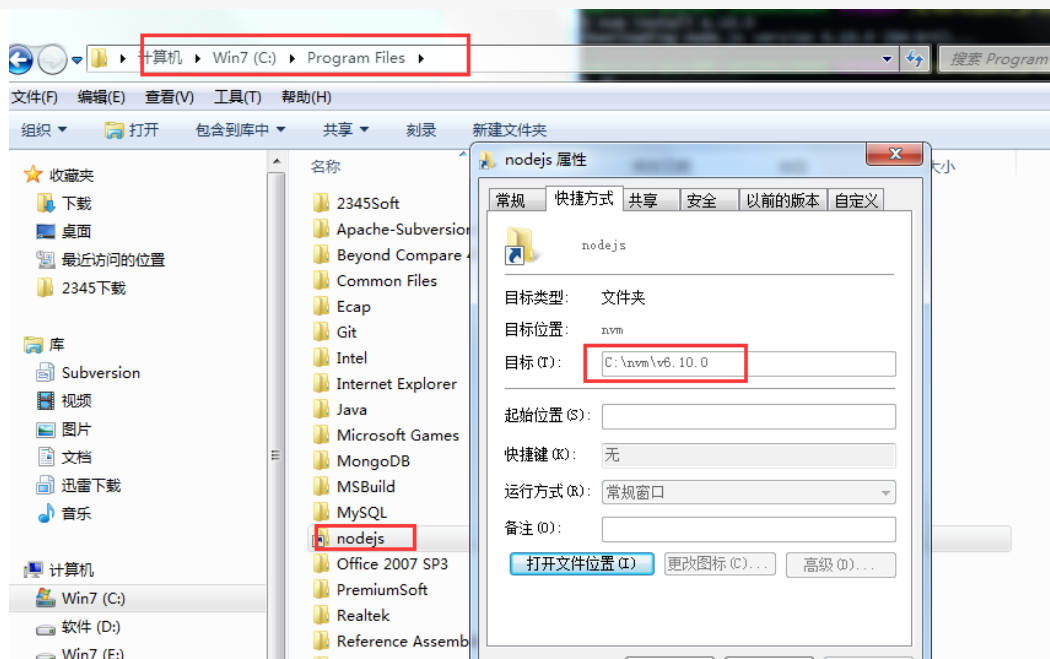 计算机 Win7 (C:) Program Files
搜索 Program
文件(F) 编辑(E) 查看(V) 工具(T) 帮助(H)
组织 打开 包含到库中 共享 刻录 新建文件夹
收藏夹
下载
桌面
最近访问的位置
2345下载
库
Subversion
视频
图片
文档
迅雷下载
音乐
计算机
Win7 (C:)
软件 (D:)
Win7 (E:)
名称
大小
2345Soft
Apache-Subversion
Beyond Compare 4
Common Files
Ecap
Git
Intel
Internet Explorer
Java
Microsoft Games
MongoDB
MSBuild
MySQL
nodejs
Office 2007 SP3
PremiumSoft
Realtek
Reference Assemb
nodejs 属性
常规 快捷方式 共享 安全 以前的版本 自定义
nodejs
目标类型: 文件夹
目标位置: nvm
目标(T): C:\nvm\v6.10.0
起始位置(S):
快捷键(K): 无
运行方式(R): 常规窗口
备注(O):
打开文件位置(I) 更改图标(C)... 高级(D)...